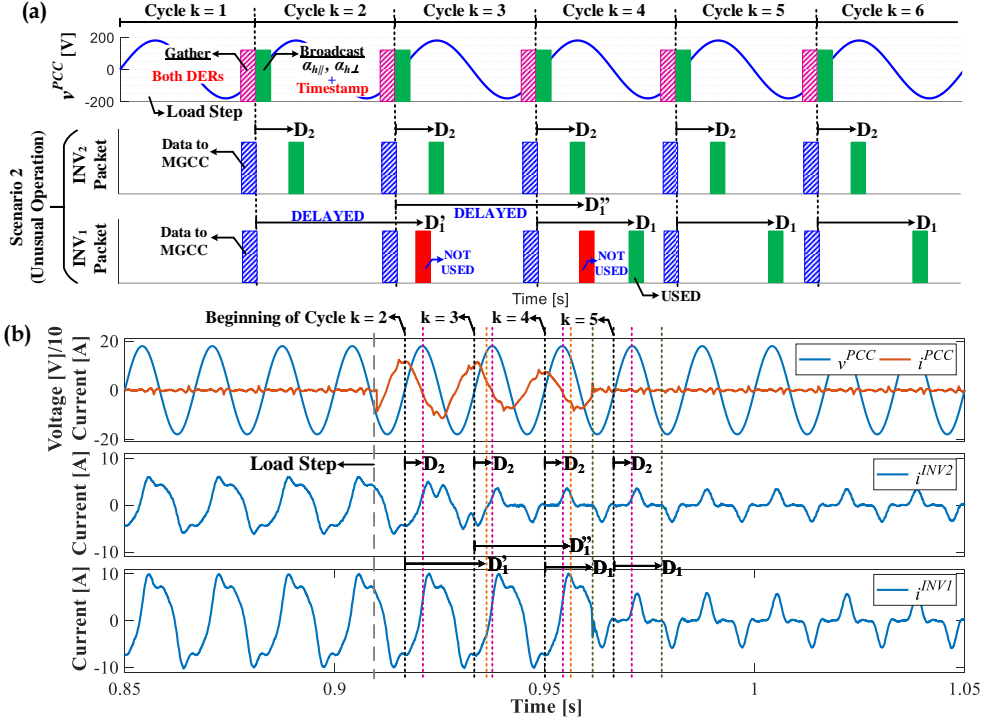 (a)
Cycle k = 1
Cycle k = 2
Cycle k = 3
Cycle k = 4
Cycle k = 5
Cycle k = 6
v^PCC [V]
200
0
-200
Gather
Both DERs
Broadcast
α_h//, α_h⊥
+
Timestamp
Load Step
Scenario 2
(Unusual Operation)
INV₂
Packet
Data to
MGCC
D₂
D₂
D₂
D₂
D₂
INV₁
Packet
Data to
MGCC
DELAYED
D₁'
DELAYED
D₁''
D₁
D₁
D₁
NOT
USED
NOT
USED
USED
Time [s]
(b)
Beginning of Cycle k = 2
k = 3
k = 4
k = 5
Voltage [V]/10
Current [A]
20
0
-20
v^PCC
i^PCC
Load Step
D₂
D₂
D₂
D₂
Current [A]
10
0
-10
i^INV2
D₁''
D₁'
D₁
D₁
Current [A]
10
0
-10
i^INV1
0.85
0.9
0.95
1
1.05
Time [s]